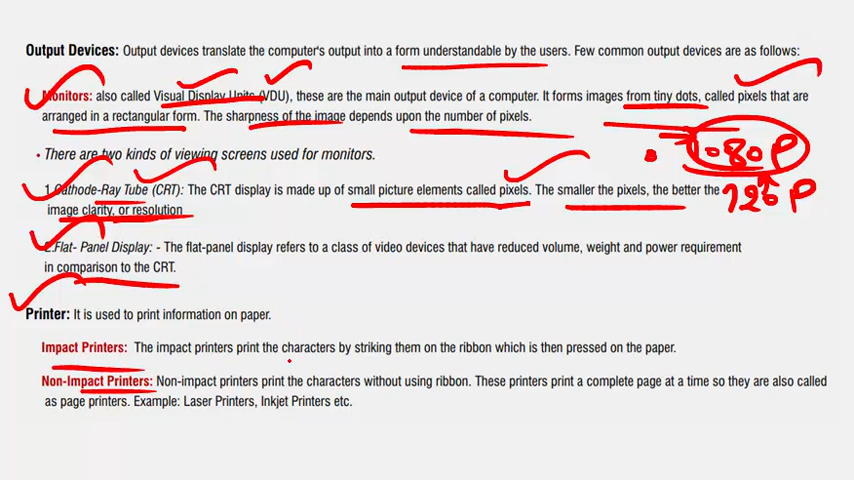 Output Devices: Output devices translate the computer's output into a form understandable by the users. Few common output devices are as follows:
Monitors: also called Visual Display Units (VDU), these are the main output device of a computer. It forms images from tiny dots, called pixels that are
arranged in a rectangular form. The sharpness of the image depends upon the number of pixels.
1080 P
• There are two kinds of viewing screens used for monitors.
1.Cathode-Ray Tube (CRT): The CRT display is made up of small picture elements called pixels. The smaller the pixels, the better the
720 P
image clarity, or resolution
2.Flat- Panel Display: - The flat-panel display refers to a class of video devices that have reduced volume, weight and power requirement
in comparison to the CRT.
Printer: It is used to print information on paper.
Impact Printers: The impact printers print the characters by striking them on the ribbon which is then pressed on the paper.
Non-Impact Printers: Non-impact printers print the characters without using ribbon. These printers print a complete page at a time so they are also called
as page printers. Example: Laser Printers, Inkjet Printers etc.